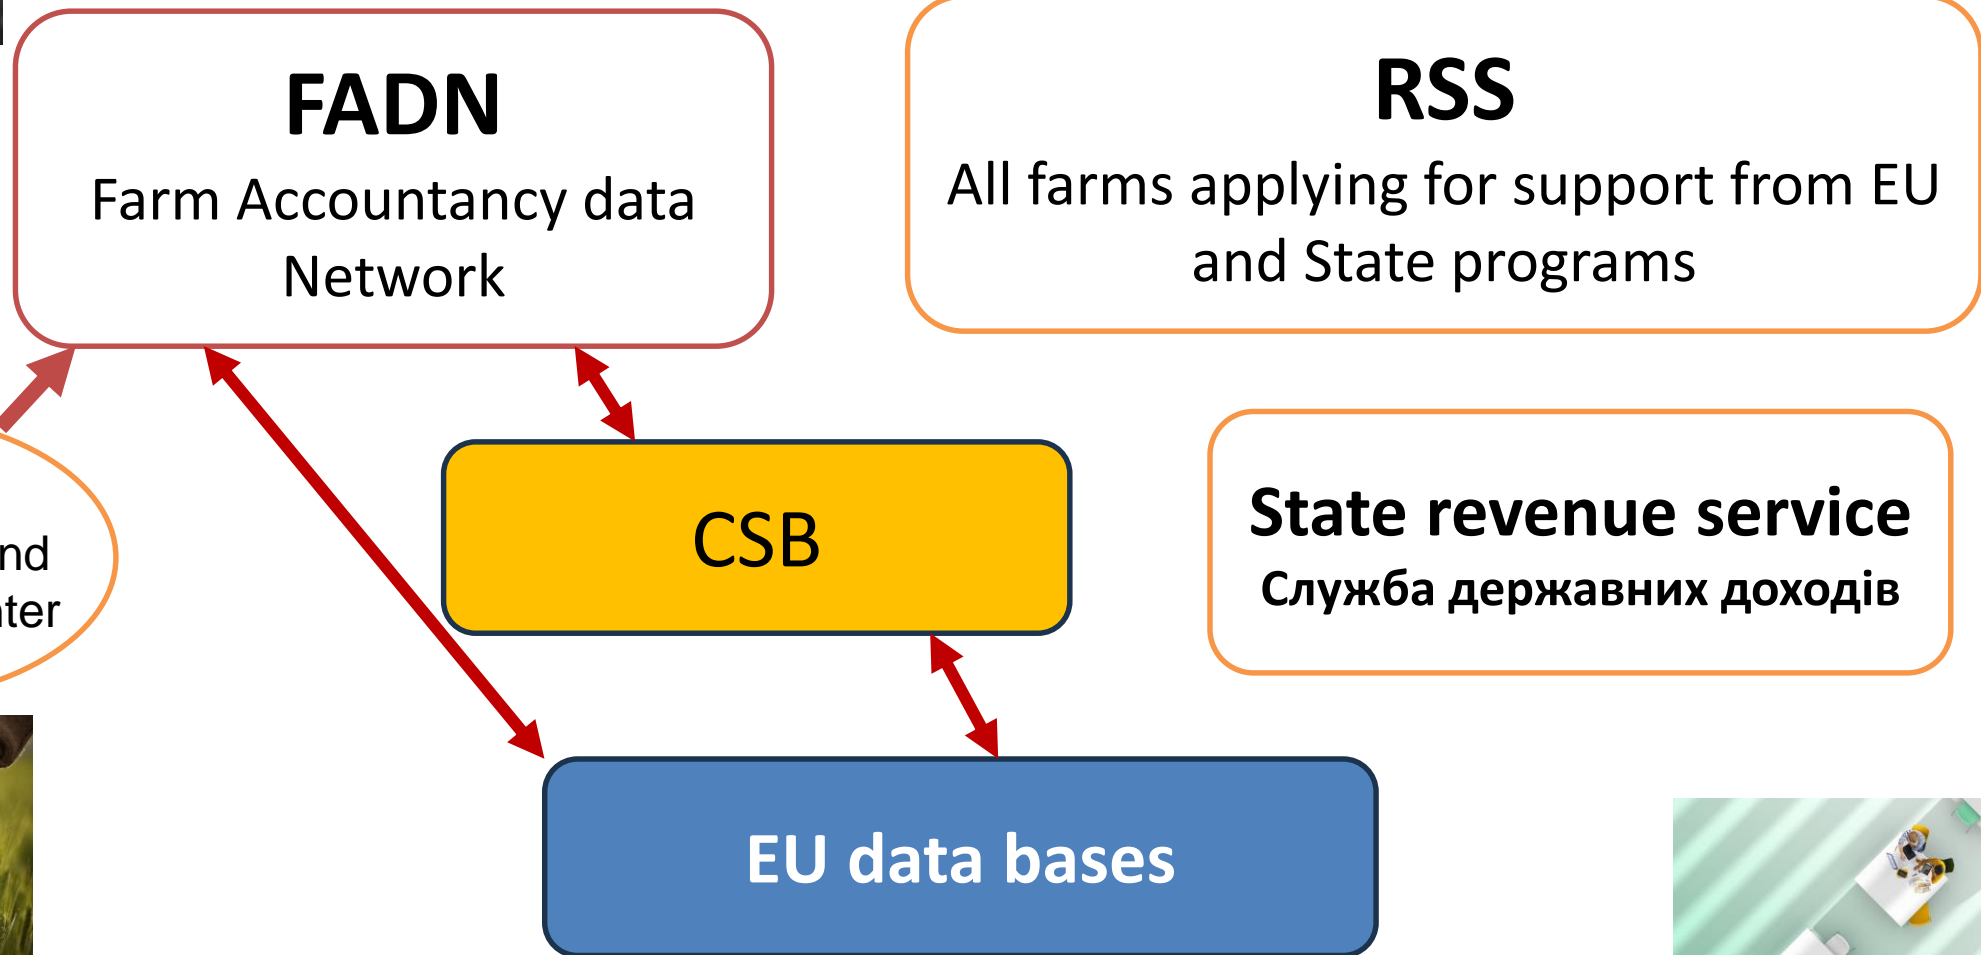 FADN
Farm Accountancy data
Network
RSS
All farms applying for support from EU
and State programs
CSB
State revenue service
Служба державних доходів
EU data bases